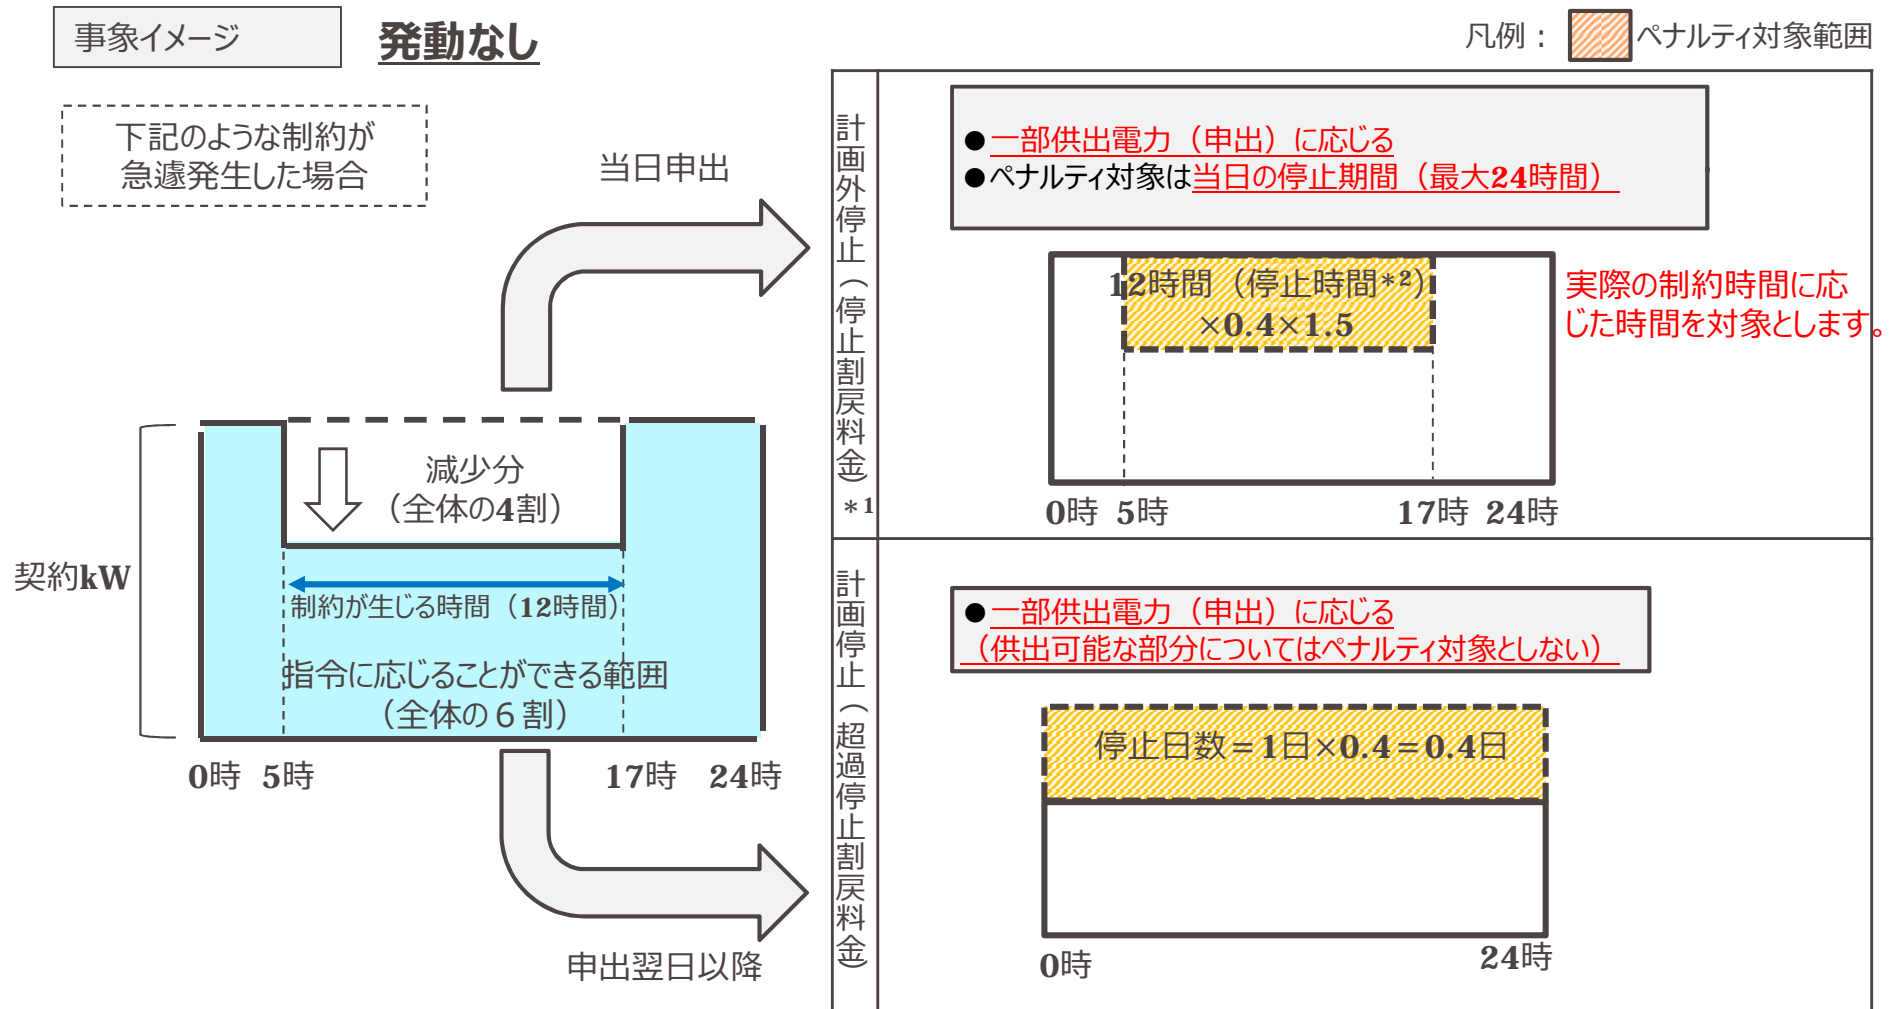 事象イメージ
発動なし
凡例：
ペナルティ対象範囲
下記のような制約が
急遽発生した場合
当日申出
契約kW
減少分
（全体の4割）
制約が生じる時間（12時間）
指令に応じることができる範囲
（全体の６割）
0時 5時 17時 24時
申出翌日以降
計画外停止（停止割戻料金）*1
●一部供出電力（申出）に応じる
●ペナルティ対象は当日の停止期間（最大24時間）
12時間（停止時間*2）
×0.4×1.5
実際の制約時間に応
じた時間を対象とします。
0時 5時 17時 24時
計画停止（超過停止割戻料金）
●一部供出電力（申出）に応じる
（供出可能な部分についてはペナルティ対象としない）
停止日数＝1日×0.4＝0.4日
0時 24時